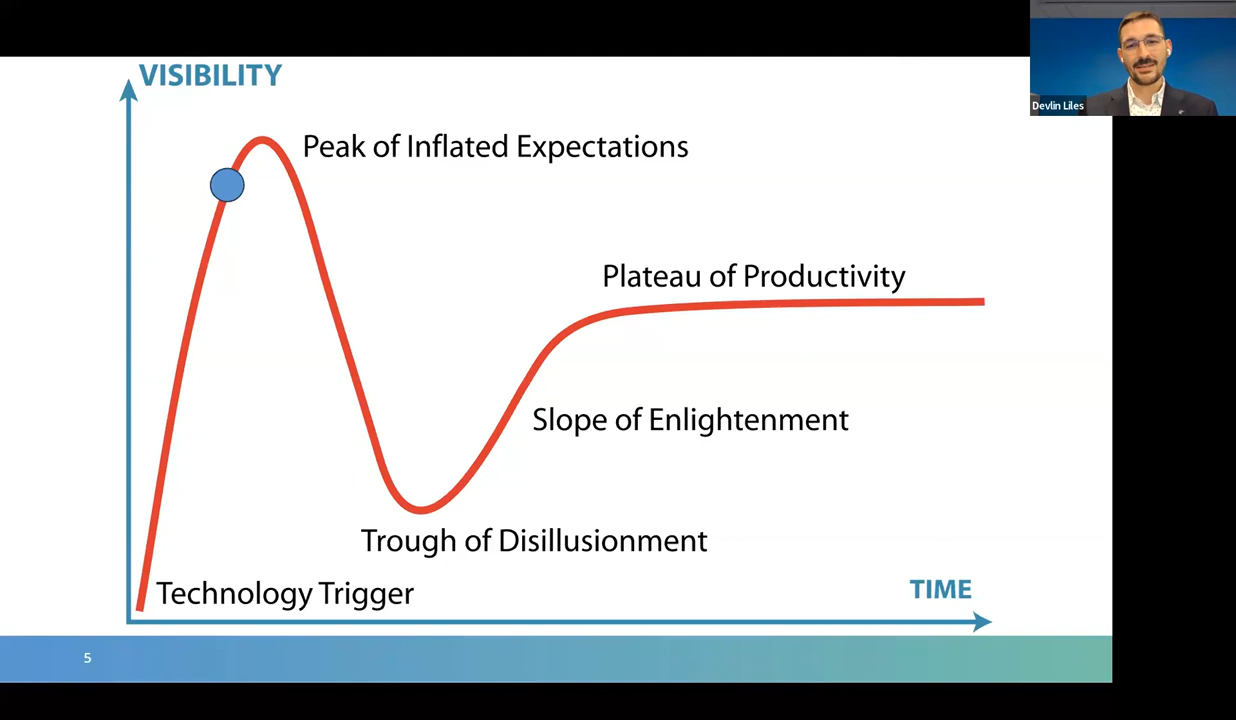 VISIBILITY
Devlin Liles
Peak of Inflated Expectations
Plateau of Productivity
Slope of Enlightenment
Trough of Disillusionment
Technology Trigger
TIME
5